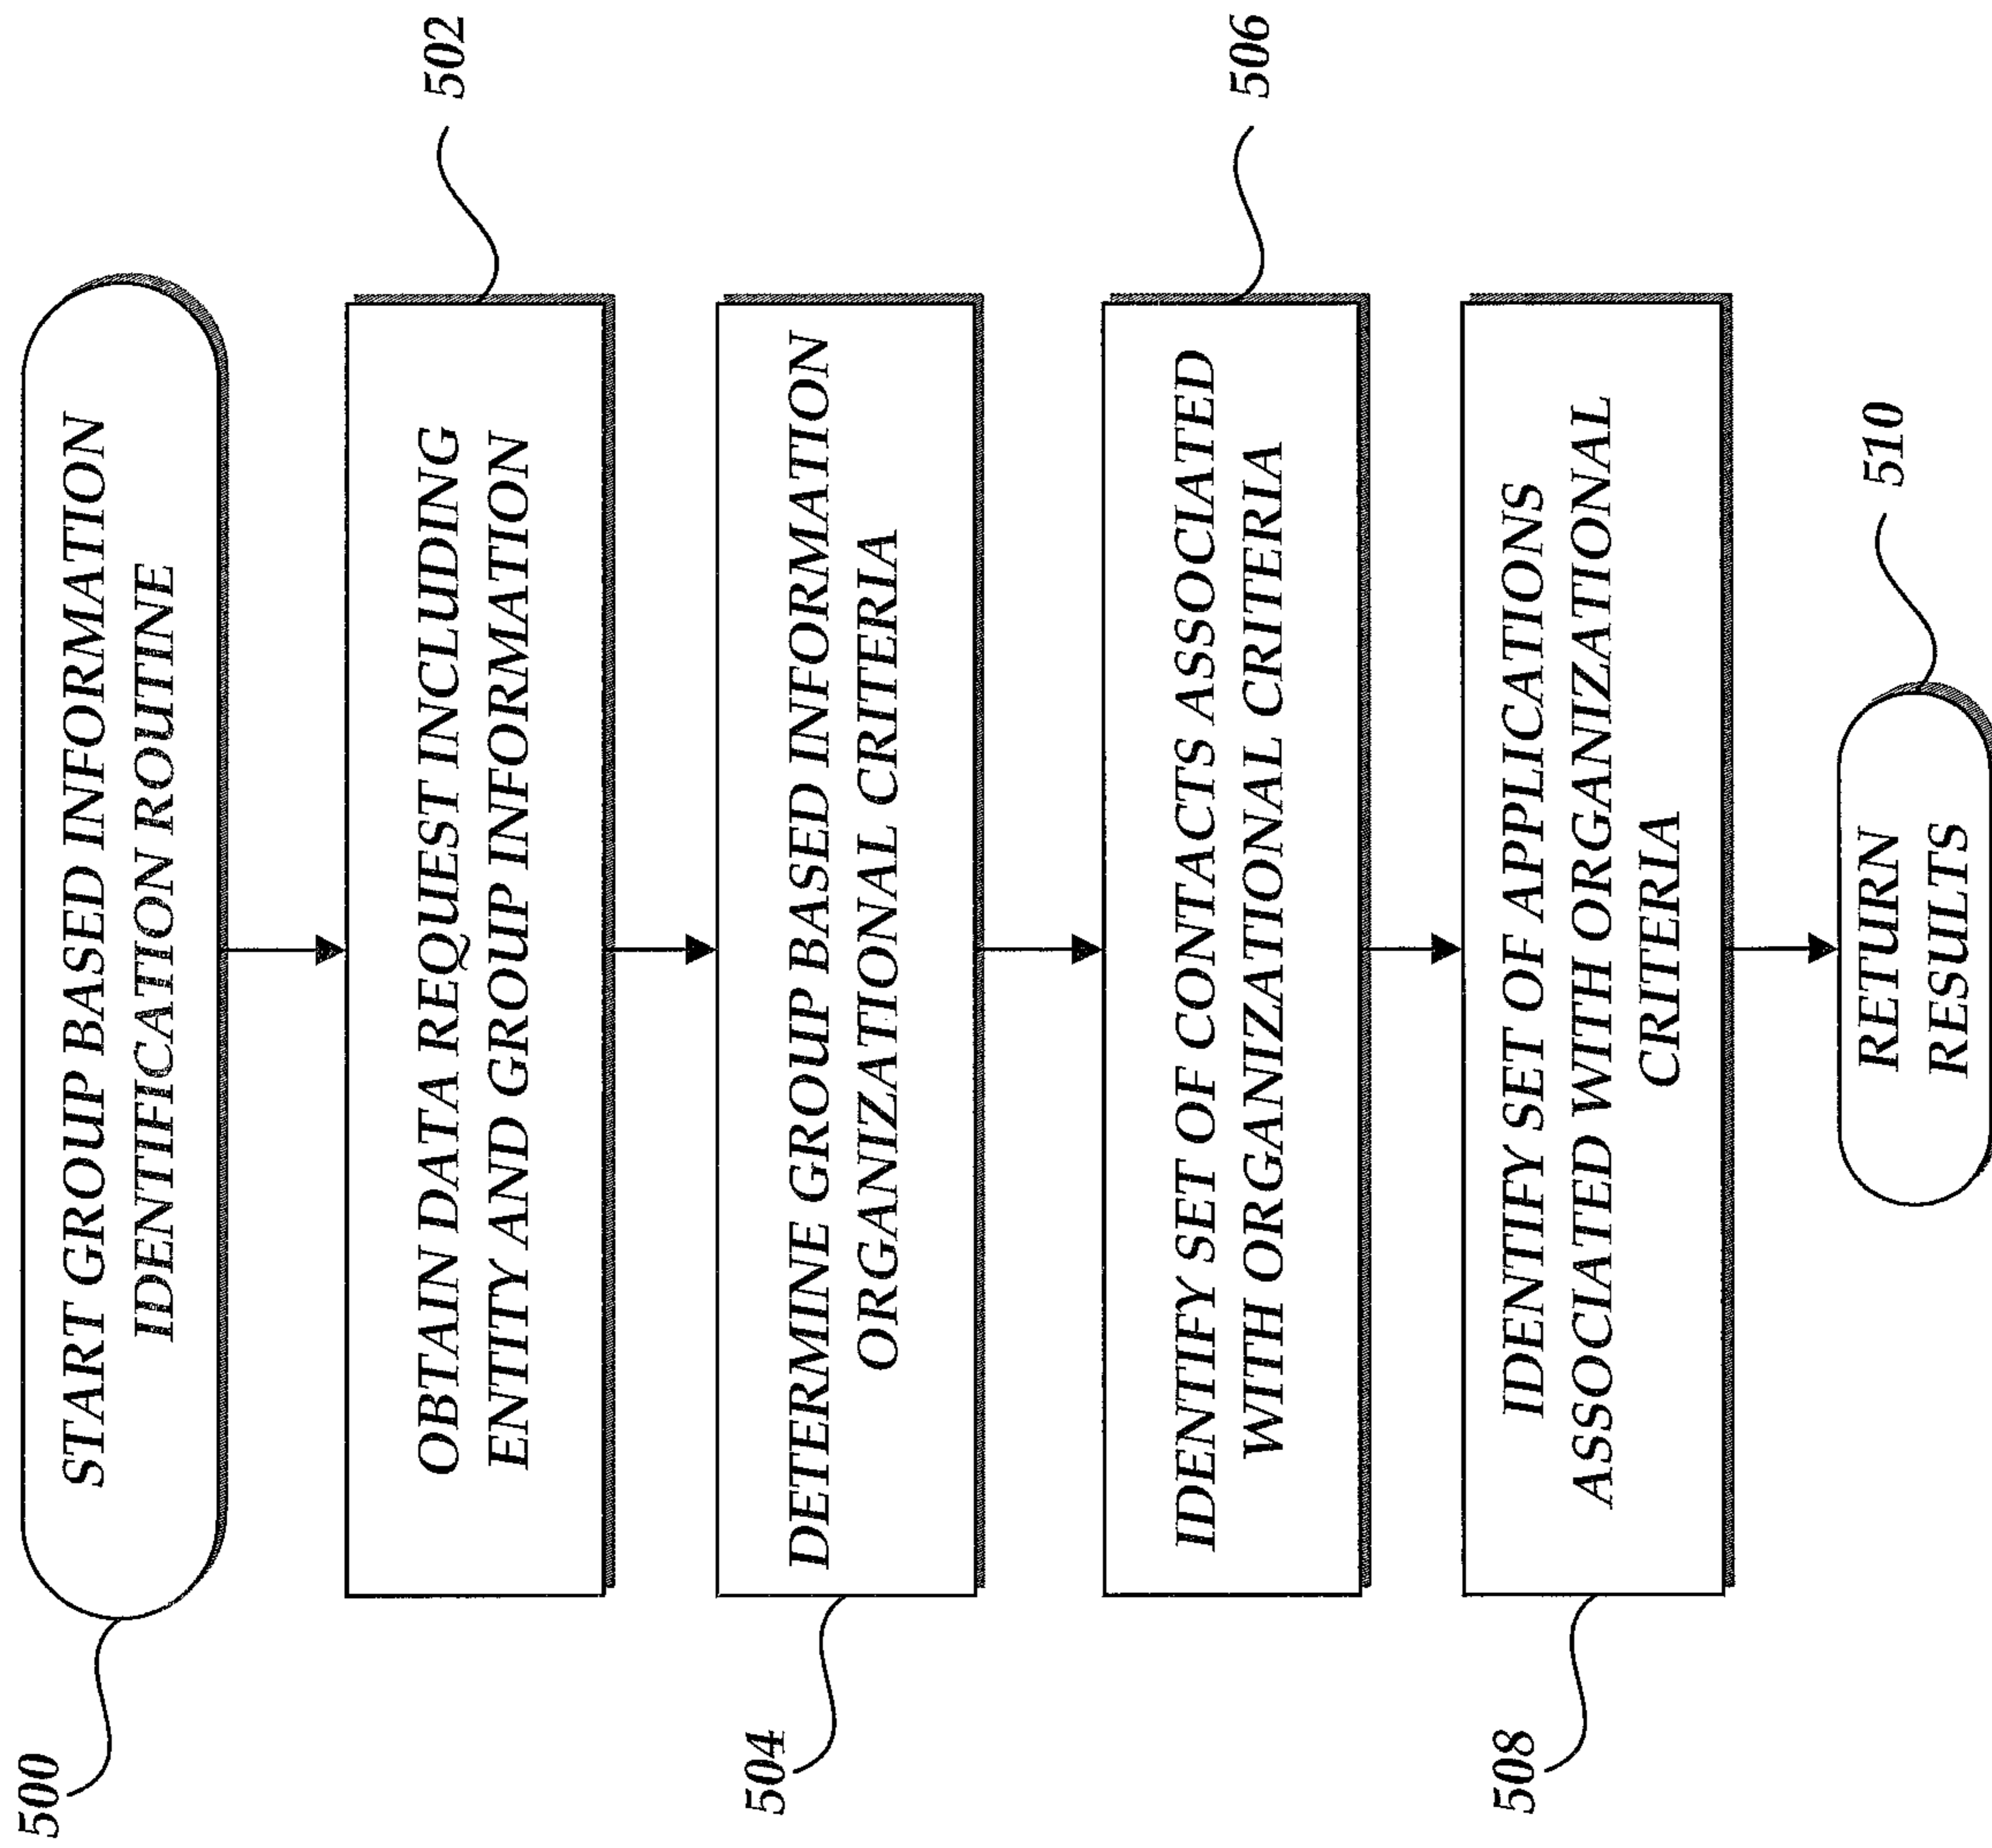 500
START GROUP BASED INFORMATION
IDENTIFICATION ROUTINE
502
OBTAIN DATA REQUEST INCLUDING
ENTITY AND GROUP INFORMATION
504
DETERMINE GROUP BASED INFORMATION
ORGANIZATIONAL CRITERIA
506
IDENTIFY SET OF CONTACTS ASSOCIATED
WITH ORGANIZATIONAL CRITERIA
508
IDENTIFY SET OF APPLICATIONS
ASSOCIATED WITH ORGANIZATIONAL
CRITERIA
510
RETURN
RESULTS